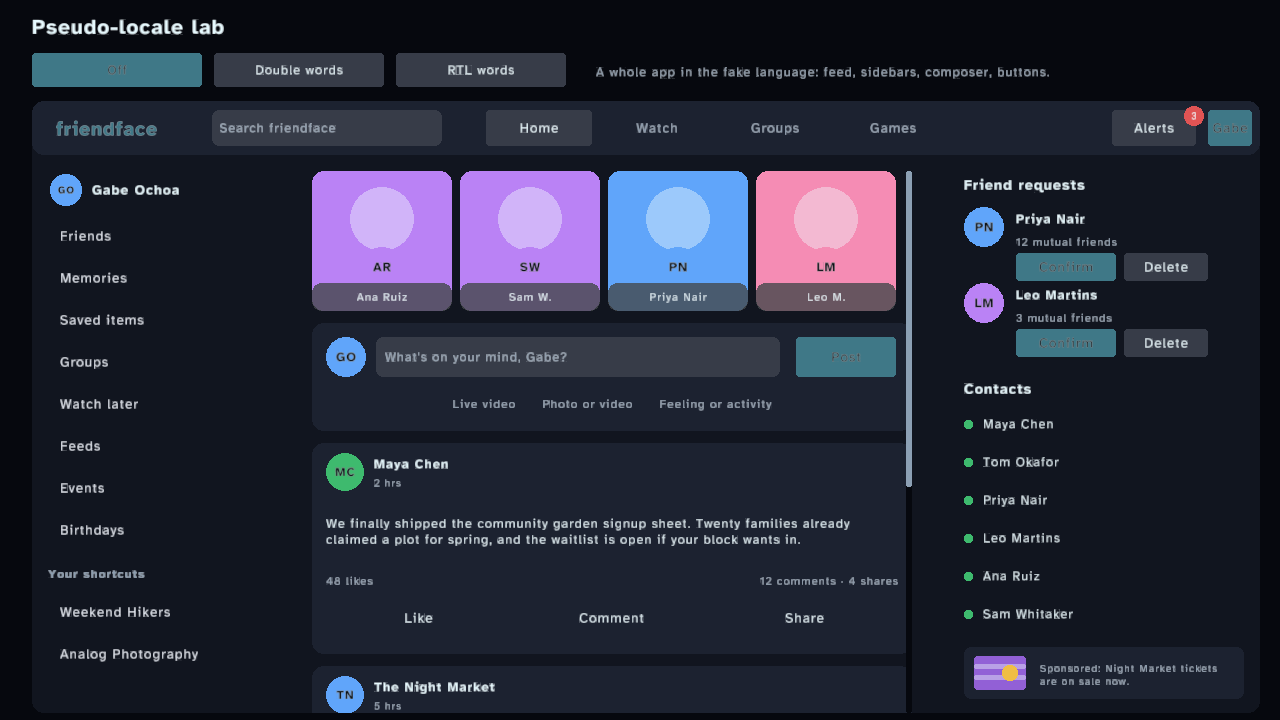 Pseudo-locale lab
Off
Double words
RTL words
A whole app in the fake language: feed, sidebars, composer, buttons.
friendface
Search friendface
Home
Watch
Groups
Games
Alerts
3
Gabe
GO
Gabe Ochoa
Friends
Memories
Saved items
Groups
Watch later
Feeds
Events
Birthdays
Your shortcuts
Weekend Hikers
Analog Photography
AR
Ana Ruiz
SW
Sam W.
PN
Priya Nair
LM
Leo M.
GO
What's on your mind, Gabe?
Post
Live video
Photo or video
Feeling or activity
MC
Maya Chen
2 hrs
We finally shipped the community garden signup sheet. Twenty families already
claimed a plot for spring, and the waitlist is open if your block wants in.
48 likes
12 comments · 4 shares
Like
Comment
Share
TN
The Night Market
5 hrs
Friend requests
PN
Priya Nair
12 mutual friends
Confirm
Delete
LM
Leo Martins
3 mutual friends
Confirm
Delete
Contacts
Maya Chen
Tom Okafor
Priya Nair
Leo Martins
Ana Ruiz
Sam Whitaker
Sponsored: Night Market tickets
are on sale now.